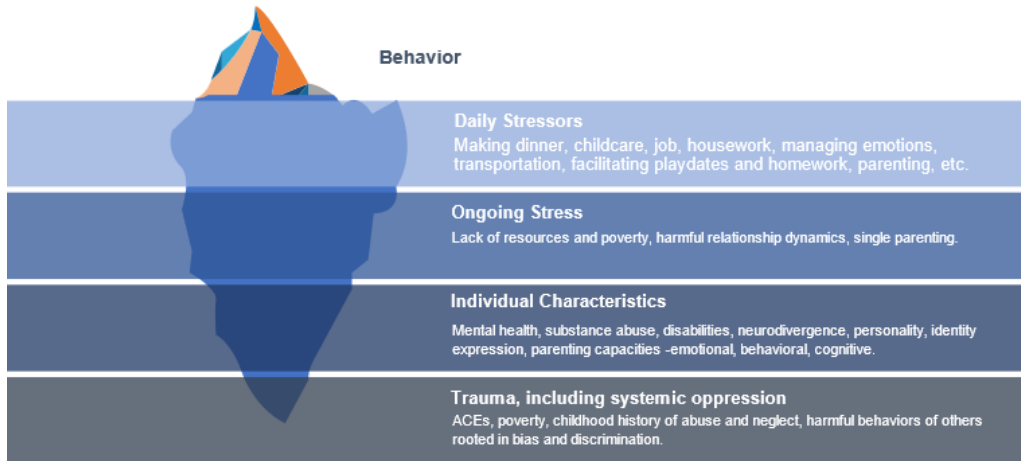 Behavior
Daily Stressors
Making dinner, childcare, job, housework, managing emotions,
transportation, facilitating playdates and homework, parenting, etc.
Ongoing Stress
Lack of resources and poverty, harmful relationship dynamics, single parenting.
Individual Characteristics
Mental health, substance abuse, disabilities, neurodivergence, personality, identity
expression, parenting capacities -emotional, behavioral, cognitive.
Trauma, including systemic oppression
ACEs, poverty, childhood history of abuse and neglect, harmful behaviors of others
rooted in bias and discrimination.